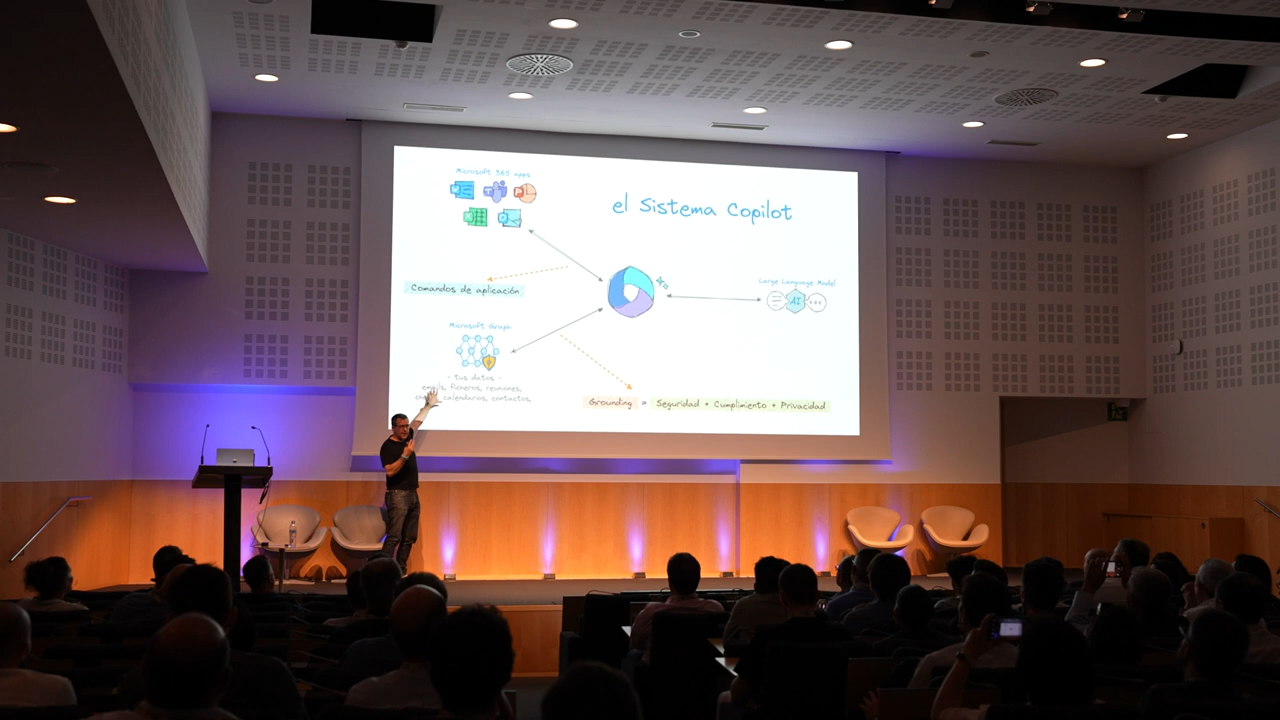 Microsoft 365 apps
el Sistema Copilot
Comandos de aplicación
Large Language Model
AI
Microsoft Graph
- tus datos -
emails, ficheros, reuniones,
calendarios, contactos,
Grounding = Seguridad + Cumplimiento + Privacidad